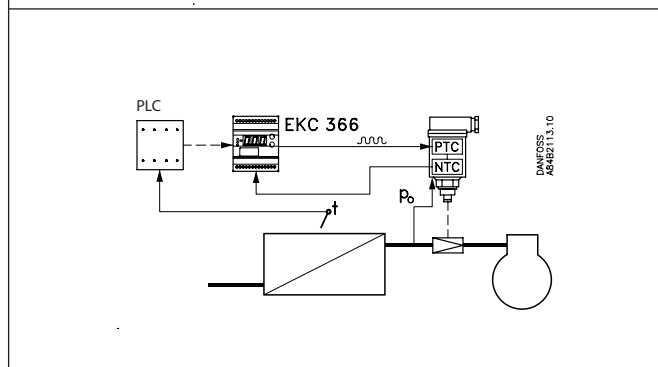 PLC
EKC 366
PTC
NTC
DANFOSS
A84B2113.10
p₀
t